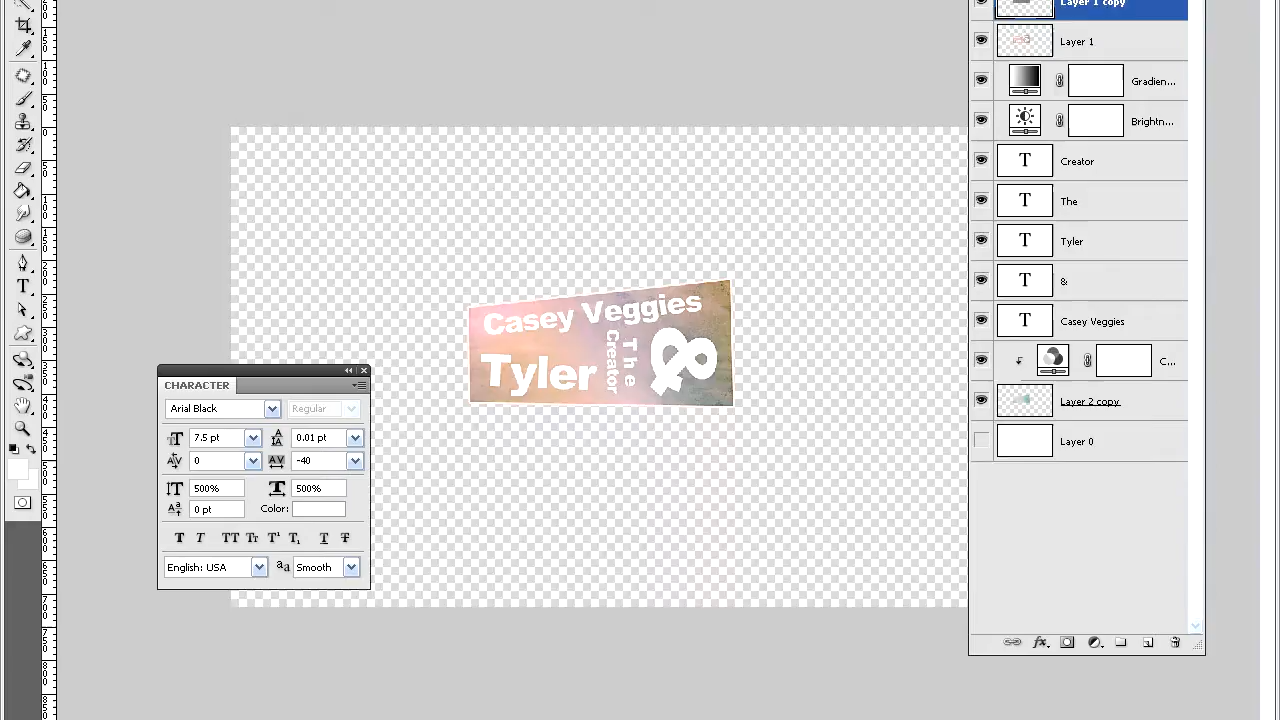 Layer 1 copy
Layer 1
Gradien...
Brightn...
T Creator
T The
T Tyler
T &
T Casey Veggies
C...
Layer 2 copy
Layer 0
Casey Veggies
Tyler
The
Creator
&
CHARACTER
Arial Black
Regular
7.5 pt
0.01 pt
0
-40
500%
500%
0 pt
Color:
English: USA
aa
Smooth